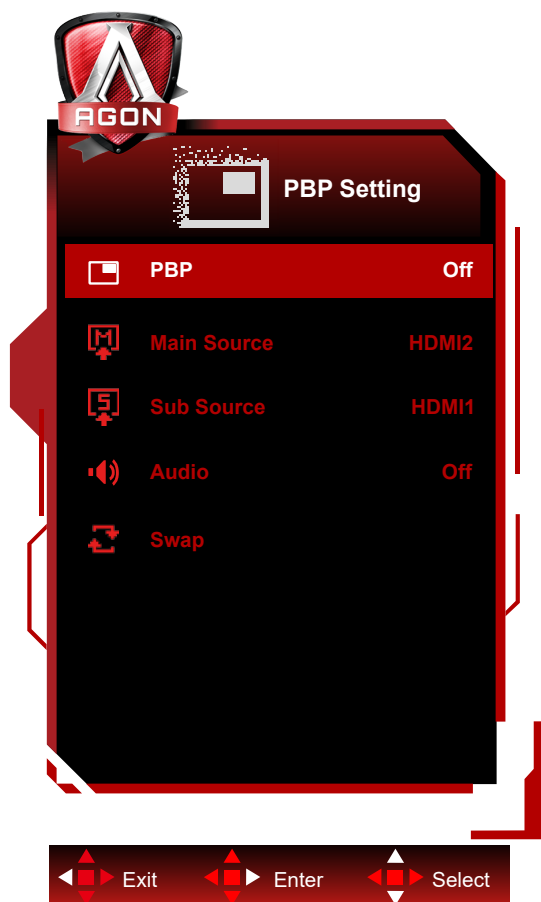 AGON
PBP Setting
PBP Off
M Main Source HDMI2
S Sub Source HDMI1
Audio Off
Swap
Exit Enter Select